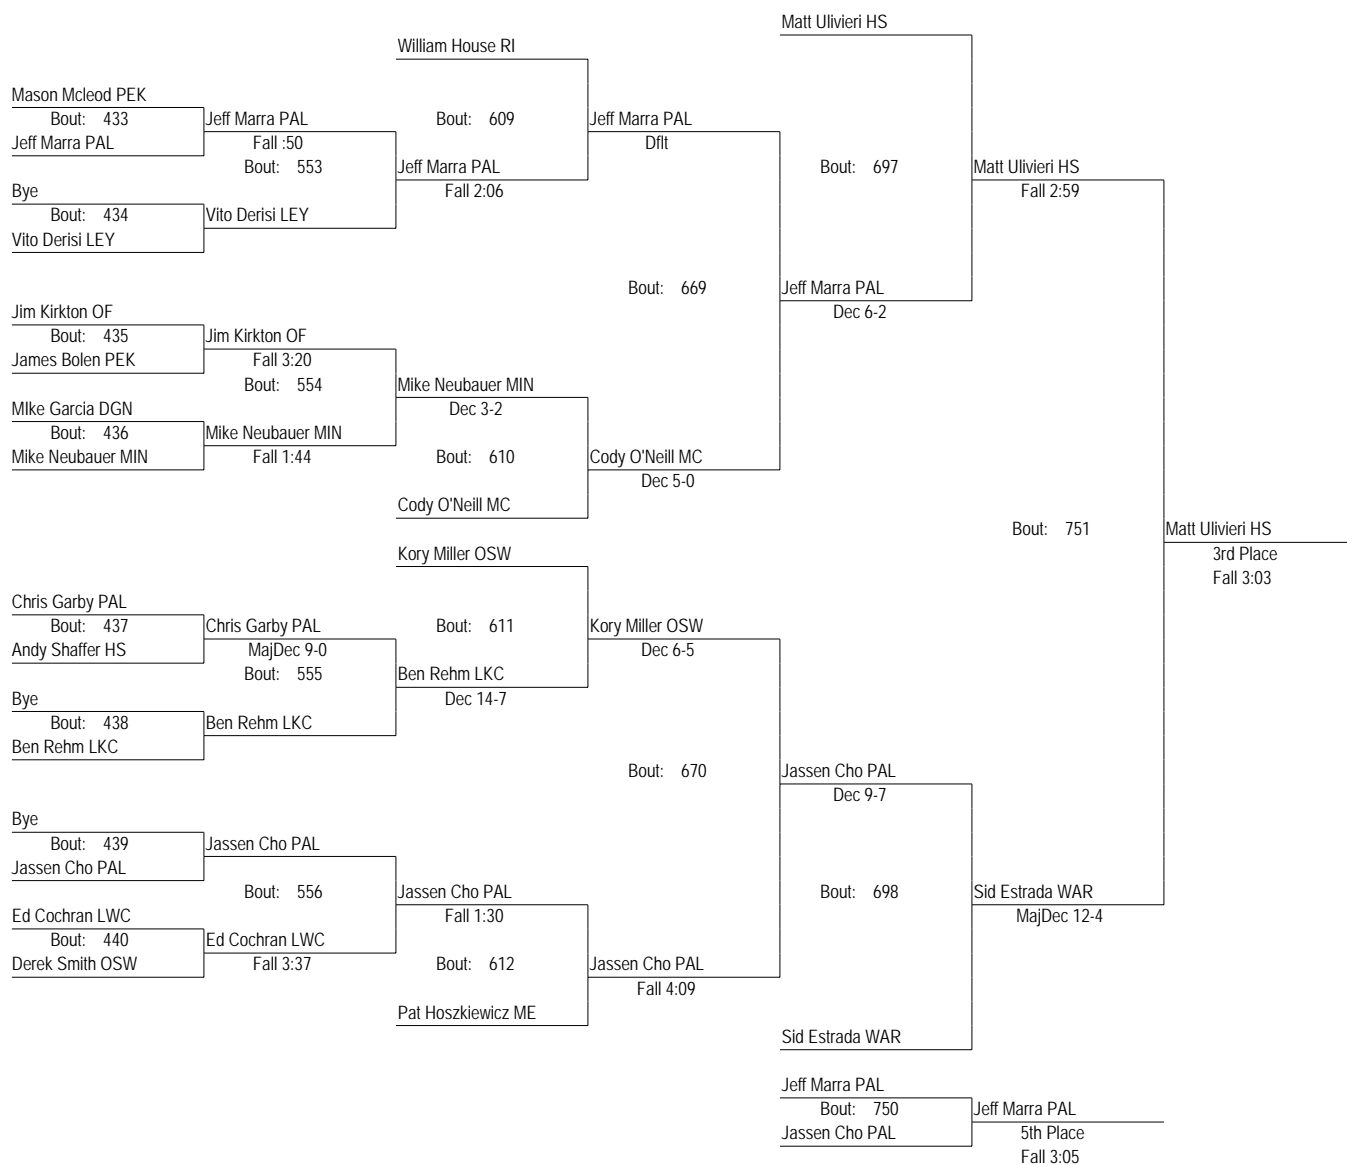 Matt Ulivieri HS
William House RI
Mason Mcleod PEK
Bout: 433
Jeff Marra PAL
Jeff Marra PAL
Fall :50
Bout: 553
Bout: 609
Jeff Marra PAL
Dflt
Jeff Marra PAL
Fall 2:06
Bout: 697
Matt Ulivieri HS
Fall 2:59
Bye
Bout: 434
Vito Derisi LEY
Vito Derisi LEY
Bout: 669
Jeff Marra PAL
Dec 6-2
Jim Kirkton OF
Bout: 435
James Bolen PEK
Jim Kirkton OF
Fall 3:20
Bout: 554
Mike Neubauer MIN
Dec 3-2
MIke Garcia DGN
Bout: 436
Mike Neubauer MIN
Mike Neubauer MIN
Fall 1:44
Bout: 610
Cody O'Neill MC
Dec 5-0
Cody O'Neill MC
Bout: 751
Matt Ulivieri HS
3rd Place
Fall 3:03
Kory Miller OSW
Chris Garby PAL
Bout: 437
Andy Shaffer HS
Chris Garby PAL
MajDec 9-0
Bout: 555
Bout: 611
Kory Miller OSW
Dec 6-5
Ben Rehm LKC
Dec 14-7
Bye
Bout: 438
Ben Rehm LKC
Ben Rehm LKC
Bout: 670
Jassen Cho PAL
Dec 9-7
Bye
Bout: 439
Jassen Cho PAL
Jassen Cho PAL
Bout: 556
Jassen Cho PAL
Fall 1:30
Bout: 698
Sid Estrada WAR
MajDec 12-4
Ed Cochran LWC
Bout: 440
Derek Smith OSW
Ed Cochran LWC
Fall 3:37
Bout: 612
Jassen Cho PAL
Fall 4:09
Pat Hoszkiewicz ME
Sid Estrada WAR
Jeff Marra PAL
Bout: 750
Jassen Cho PAL
Jeff Marra PAL
5th Place
Fall 3:05